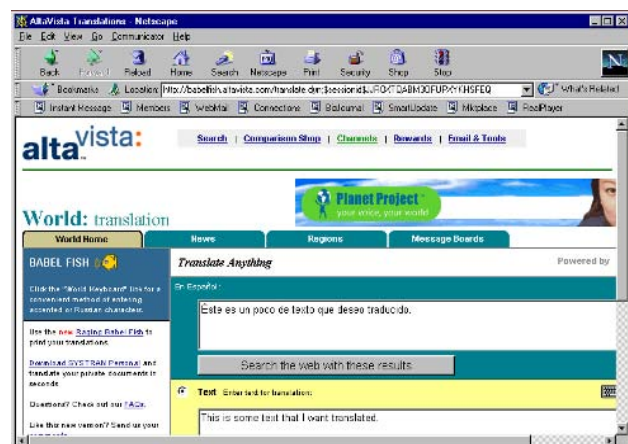 AltaVista Translations - Netscape
File Edit View Go Communicator Help
Back Forward Reload Home Search Netscape Print Security Shop Stop
Bookmarks Location: What's Related
Instant Message Members WebMail Connections BizJournal SmartUpdate Mktplace RealPlayer
altavista:
Search | Comparison Shop | Channels | Rewards | Email & Tools
Planet Project
your voice, your world
World: translation
World Home News Regions Message Boards
BABEL FISH
Translate Anything
Powered by
Click the "World Keyboard" link for a
convenient method of entering
accented or Russian characters.
En Español:
Éste es un poco de texto que deseo traducido.
Use the new Raging Babel Fish to
print your translations.
Download SYSTRAN Personal and
translate your private documents in
seconds
Search the web with these results
Questions? Check out our FAQs.
Text Enter text for translation:
Like this new version? Send us your
comments
This is some text that I want translated.